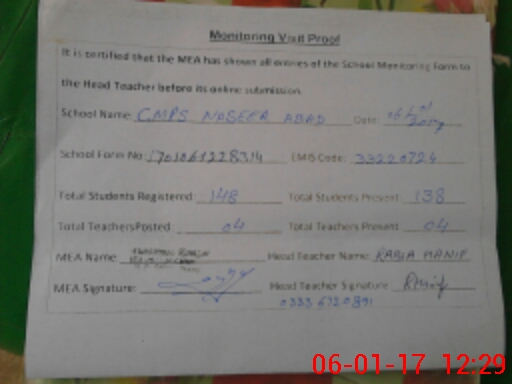 Monitoring Visit Proof
It is certified that the MEA has shown all entries of the School Monitoring Form to
the Head Teacher before its online submission.
School Name: GMPS NASEER ABAD Date: 06/01/2017
School Form No: 1701061228314 EMIS Code: 33220724
Total Students Registered 148 Total Students Present 138
Total Teachers Posted 04 Total Teachers Present 04
MEA Name: Head Teacher Name: RABIA HANIF
MEA Signature: Head Teacher Signature
0333 6720891
06-01-17 12:29